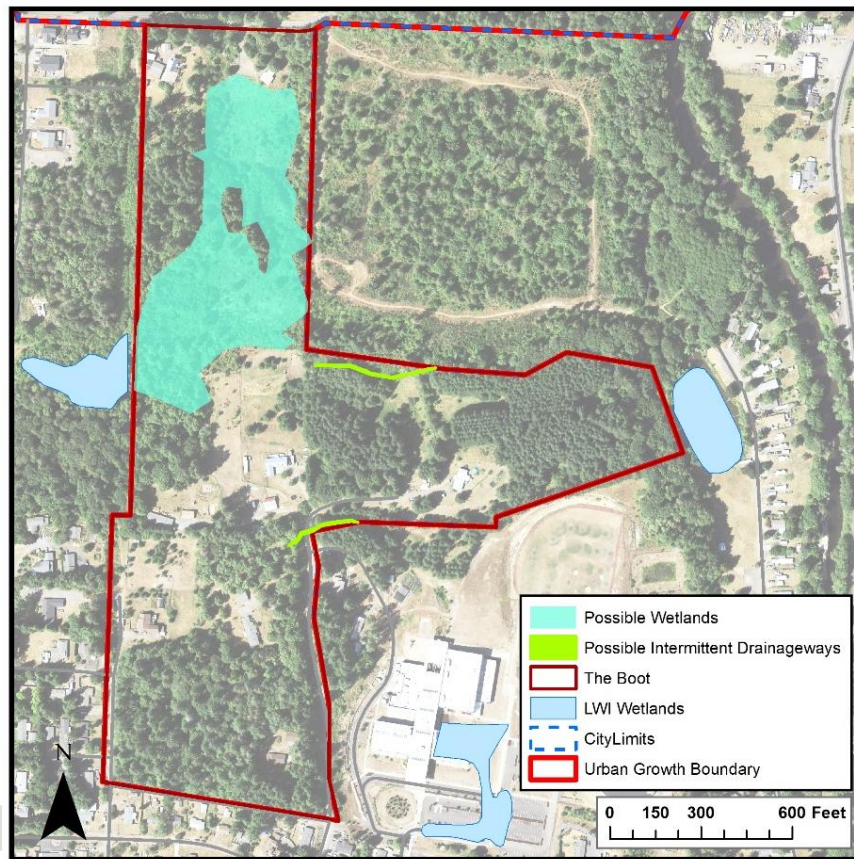 Possible Wetlands
Possible Intermittent Drainageways
The Boot
LWI Wetlands
CityLimits
Urban Growth Boundary
N
0 150 300 600 Feet